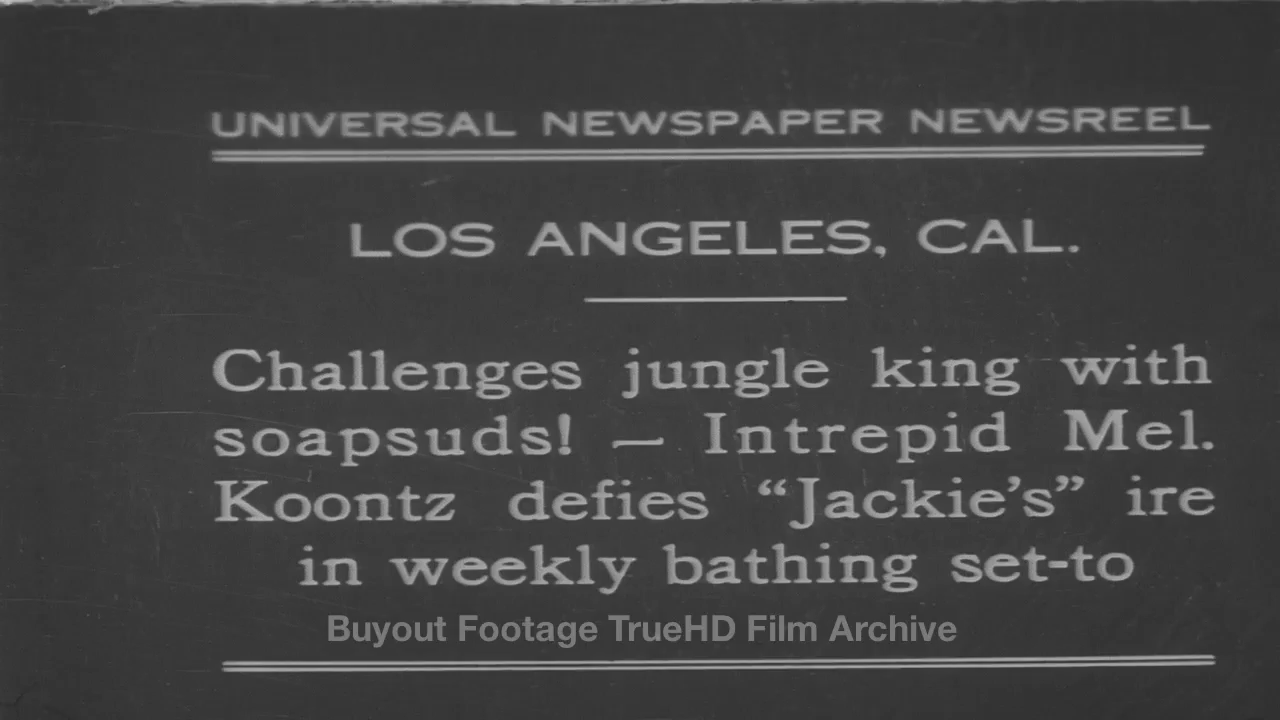 UNIVERSAL NEWSPAPER NEWSREEL
LOS ANGELES, CAL.
Challenges jungle king with
soapsuds! — Intrepid Mel.
Koontz defies “Jackie’s” ire
in weekly bathing set-to
Buyout Footage TrueHD Film Archive